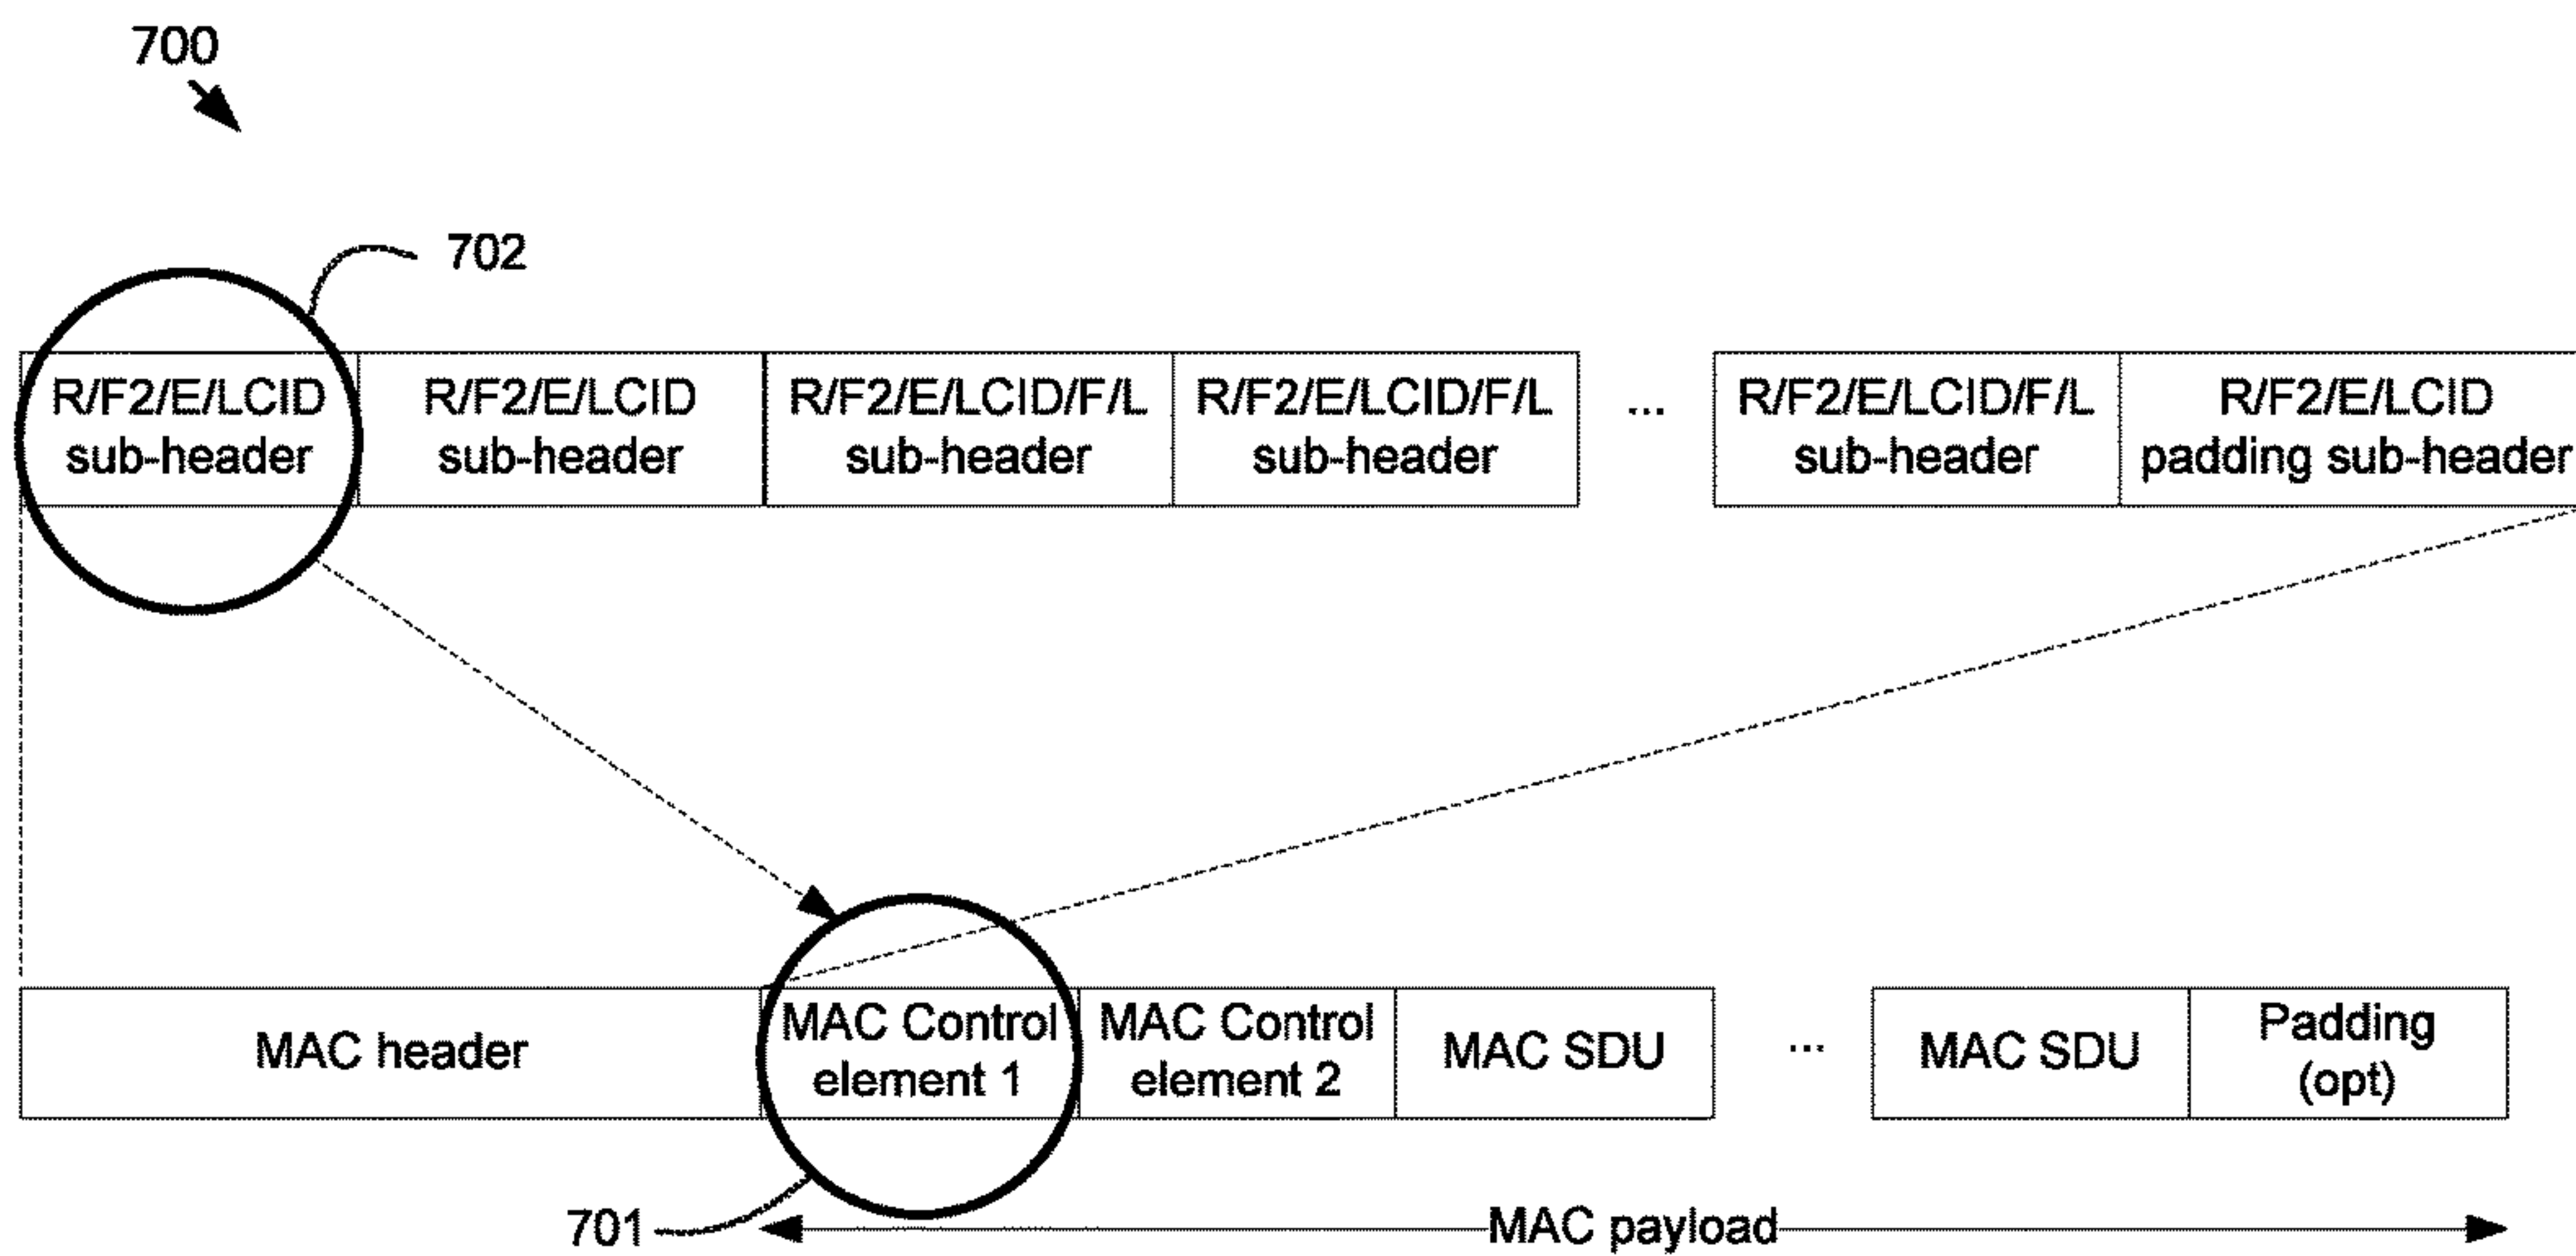 700
702
R/F2/E/LCID
sub-header
R/F2/E/LCID
sub-header
R/F2/E/LCID/F/L
sub-header
R/F2/E/LCID/F/L
sub-header
...
R/F2/E/LCID/F/L
sub-header
R/F2/E/LCID
padding sub-header
MAC header
MAC Control
element 1
MAC Control
element 2
MAC SDU
...
MAC SDU
Padding
(opt)
701
MAC payload